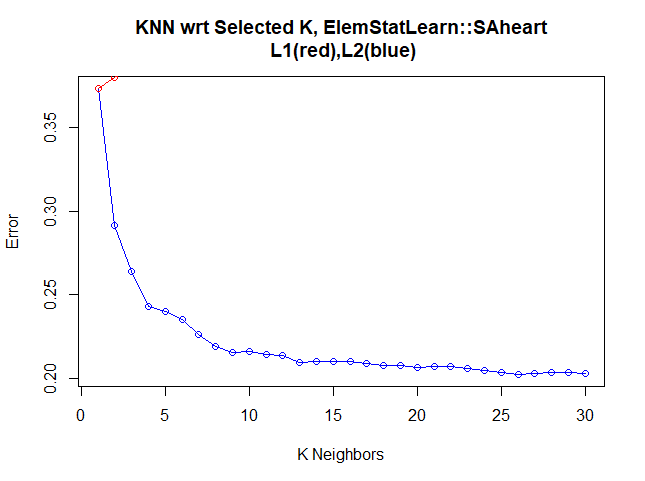 KNN wrt Selected K, ElemStatLearn::SAheart
L1(red),L2(blue)
0.35
0.30
0.25
0.20
Error
0 5 10 15 20 25 30
K Neighbors